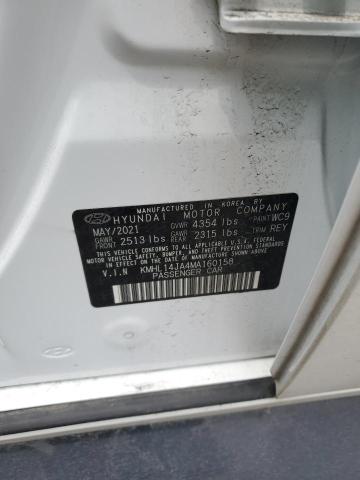 MANUFACTURED IN KOREA BY
HYUNDAI MOTOR COMPANY
MAY/2021 GVWR 4354 lbs PAINT WC9
GAWR FRONT 2513 lbs GAWR REAR 2315 lbs TRIM REY
THIS VEHICLE CONFORMS TO ALL APPLICABLE U.S. FEDERAL
MOTOR VEHICLE SAFETY, BUMPER, AND THEFT PREVENTION
STANDARDS IN EFFECT ON THE DATE OF MANUFACTURE
SHOWN ABOVE.
V.I.N KMHL14JA4MA160158
PASSENGER CAR